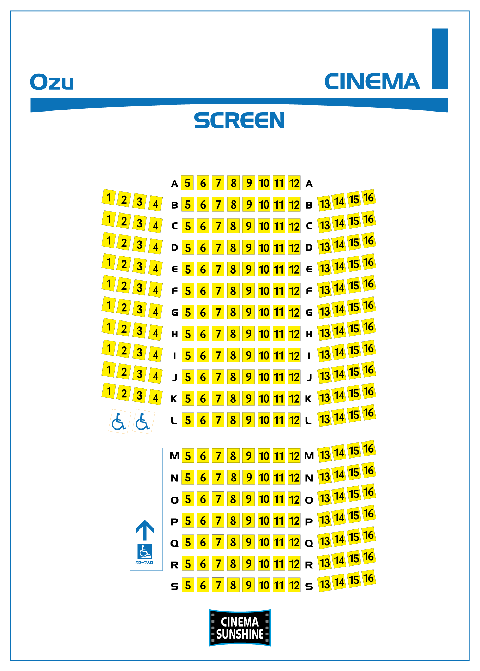 Ozu CINEMA
SCREEN
A 5 6 7 8 9 10 11 12 A
1 2 3 4 B 5 6 7 8 9 10 11 12 B 13 14 15 16
1 2 3 4 C 5 6 7 8 9 10 11 12 C 13 14 15 16
1 2 3 4 D 5 6 7 8 9 10 11 12 D 13 14 15 16
1 2 3 4 E 5 6 7 8 9 10 11 12 E 13 14 15 16
1 2 3 4 F 5 6 7 8 9 10 11 12 F 13 14 15 16
1 2 3 4 G 5 6 7 8 9 10 11 12 G 13 14 15 16
1 2 3 4 H 5 6 7 8 9 10 11 12 H 13 14 15 16
1 2 3 4 I 5 6 7 8 9 10 11 12 I 13 14 15 16
1 2 3 4 J 5 6 7 8 9 10 11 12 J 13 14 15 16
1 2 3 4 K 5 6 7 8 9 10 11 12 K 13 14 15 16
L 5 6 7 8 9 10 11 12 L 13 14 15 16
M 5 6 7 8 9 10 11 12 M 13 14 15 16
N 5 6 7 8 9 10 11 12 N 13 14 15 16
O 5 6 7 8 9 10 11 12 O 13 14 15 16
P 5 6 7 8 9 10 11 12 P 13 14 15 16
Q 5 6 7 8 9 10 11 12 Q 13 14 15 16
R 5 6 7 8 9 10 11 12 R 13 14 15 16
S 5 6 7 8 9 10 11 12 S 13 14 15 16
CINEMA
SUNSHINE